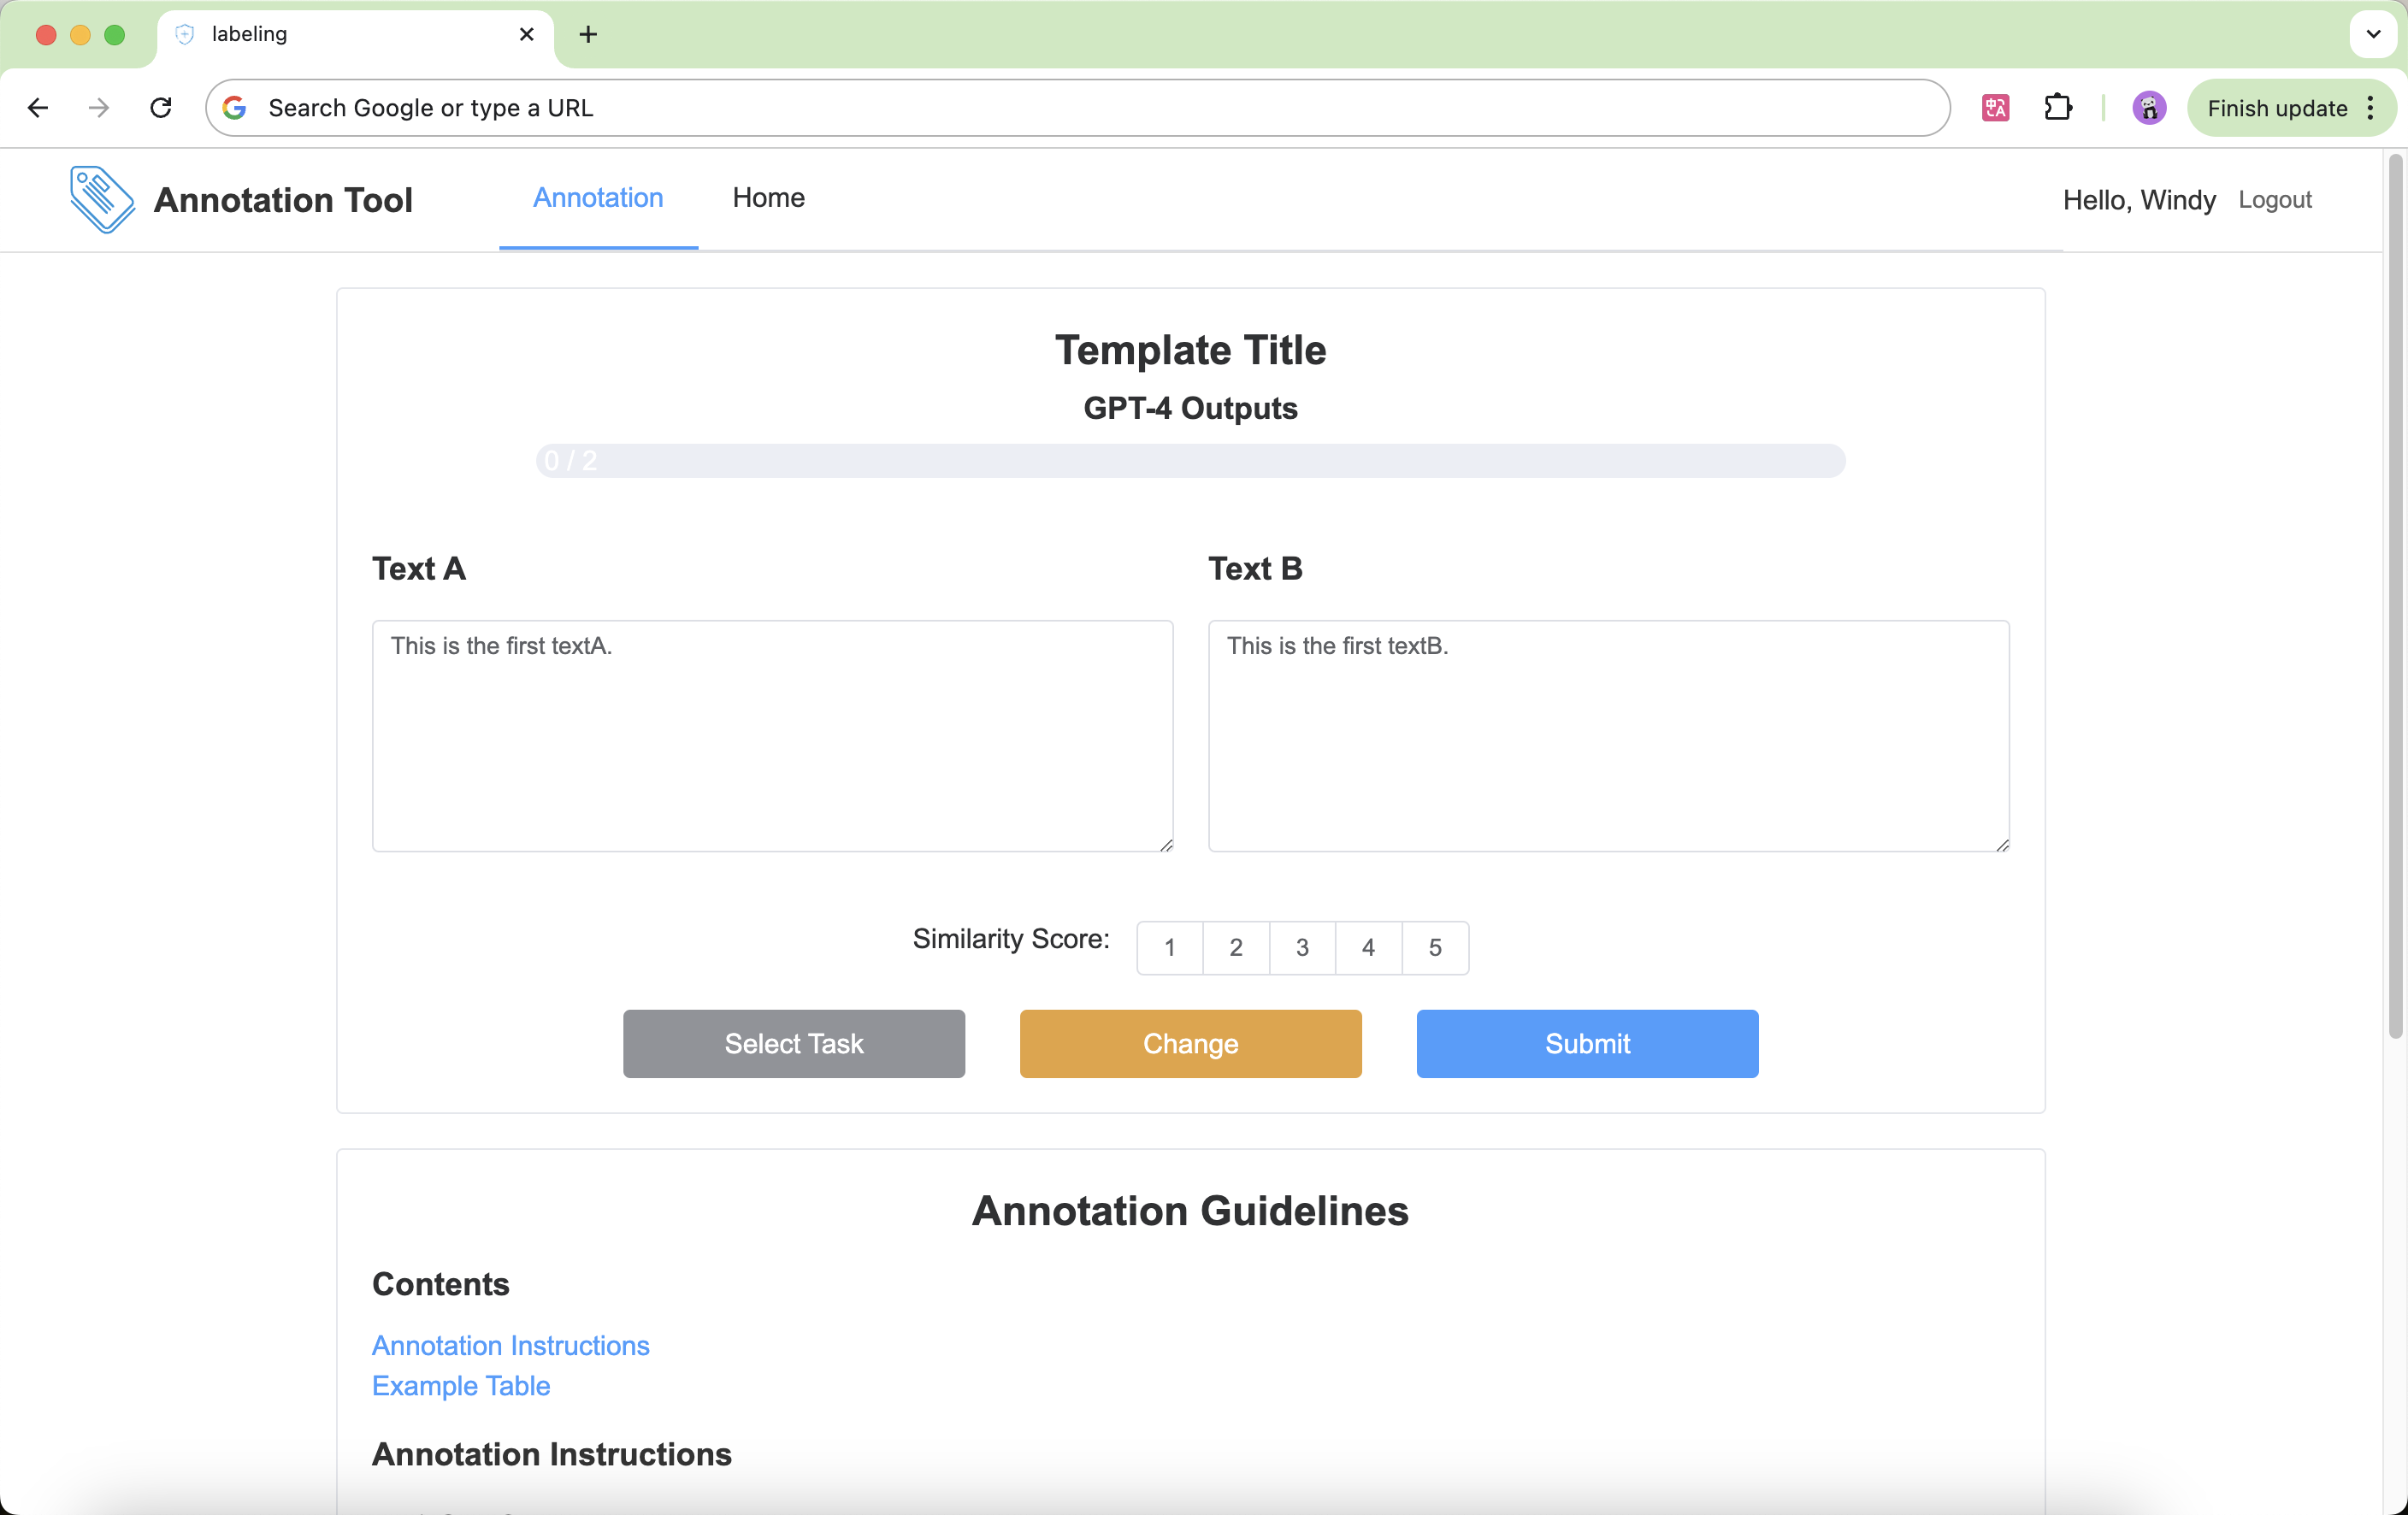 labeling
Search Google or type a URL
Finish update
Annotation Tool
Annotation
Home
Hello, Windy
Logout
Template Title
GPT-4 Outputs
0 / 2
Text A
Text B
This is the first textA.
This is the first textB.
Similarity Score:
1 2 3 4 5
Select Task
Change
Submit
Annotation Guidelines
Contents
Annotation Instructions
Example Table
Annotation Instructions